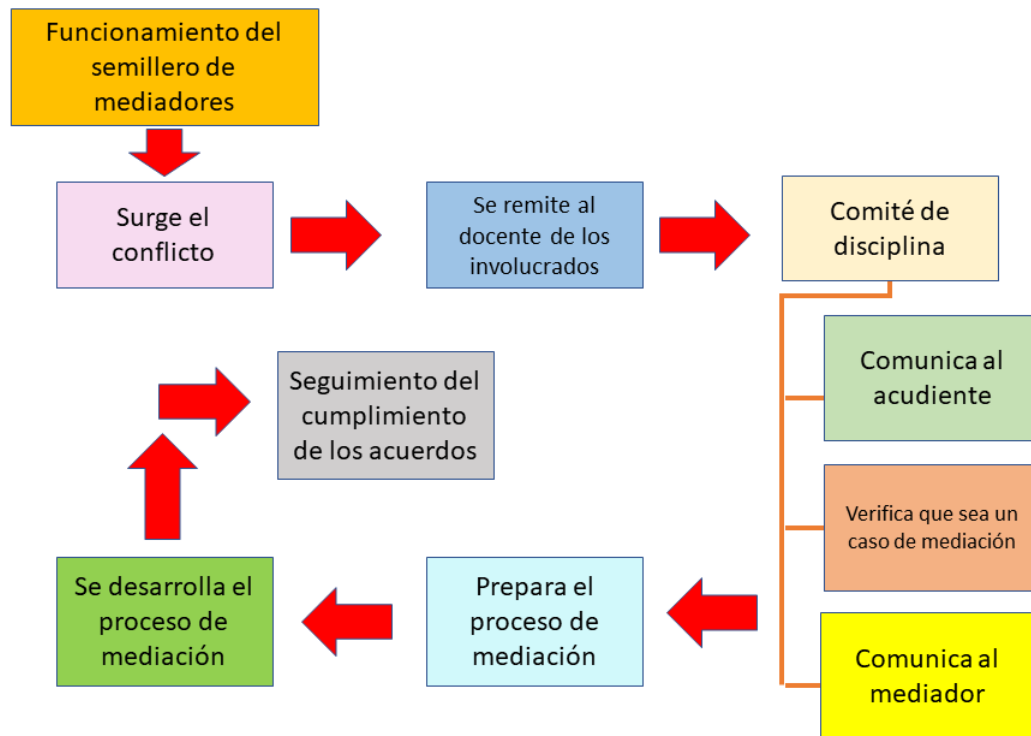 Funcionamiento del
semillero de
mediadores
Surge el
conflicto
Se remite al
docente de los
involucrados
Comité de
disciplina
Comunica al
acudiente
Verifica que sea un
caso de mediación
Comunica al
mediador
Prepara el
proceso de
mediación
Se desarrolla el
proceso de
mediación
Seguimiento del
cumplimiento
de los acuerdos